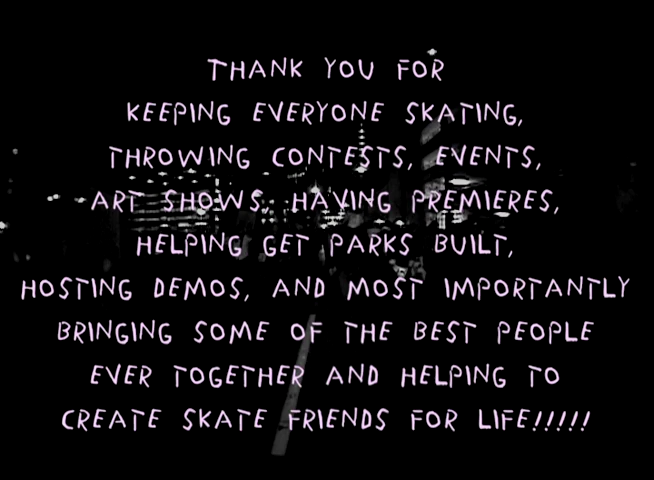 THANK YOU FOR
KEEPING EVERYONE SKATING,
THROWING CONTESTS, EVENTS,
ART SHOWS, HAVING PREMIERES,
HELPING GET PARKS BUILT,
HOSTING DEMOS, AND MOST IMPORTANTLY
BRINGING SOME OF THE BEST PEOPLE
EVER TOGETHER AND HELPING TO
CREATE SKATE FRIENDS FOR LIFE!!!!!